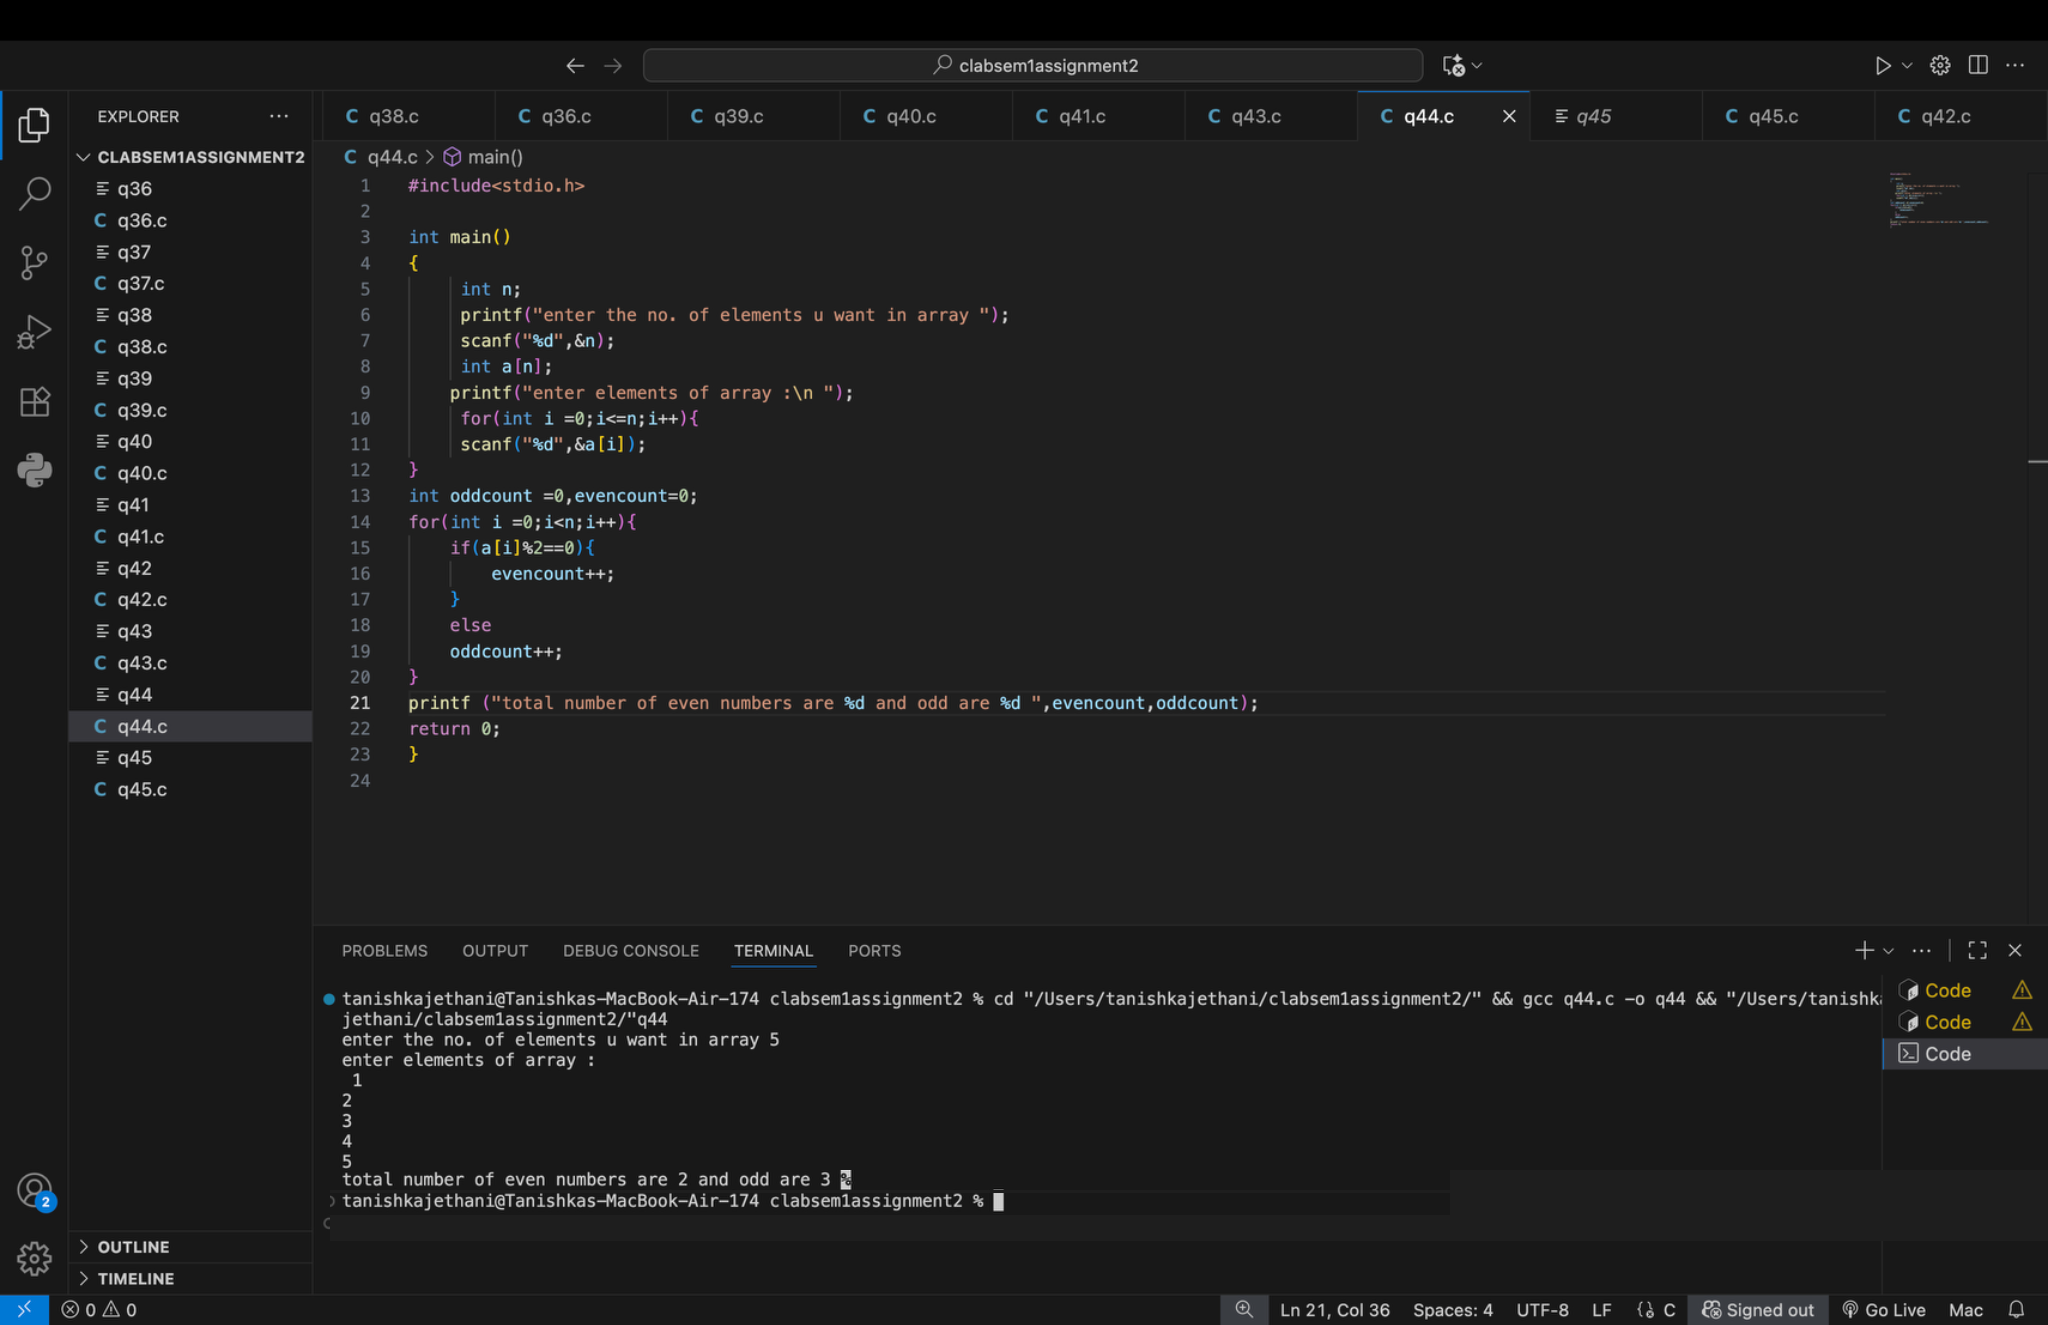 clabsem1assignment2
EXPLORER
CLABSEM1ASSIGNMENT2
q36
q36.c
q37
q37.c
q38
q38.c
q39
q39.c
q40
q40.c
q41
q41.c
q42
q42.c
q43
q43.c
q44
q44.c
q45
q45.c
OUTLINE
TIMELINE
q38.c q36.c q39.c q40.c q41.c q43.c q44.c q45 q45.c q42.c
q44.c > main()
1 #include<stdio.h>
2
3 int main()
4 {
5 int n;
6 printf("enter the no. of elements u want in array ");
7 scanf("%d",&n);
8 int a[n];
9 printf("enter elements of array :\n ");
10 for(int i =0;i<=n;i++){
11 scanf("%d",&a[i]);
12 }
13 int oddcount =0,evencount=0;
14 for(int i =0;i<n;i++){
15 if(a[i]%2==0){
16 evencount++;
17 }
18 else
19 oddcount++;
20 }
21 printf ("total number of even numbers are %d and odd are %d ",evencount,oddcount);
22 return 0;
23 }
24
PROBLEMS OUTPUT DEBUG CONSOLE TERMINAL PORTS
tanishkajethani@Tanishkas-MacBook-Air-174 clabsem1assignment2 % cd "/Users/tanishkajethani/clabsem1assignment2/" && gcc q44.c -o q44 && "/Users/tanishka
jethani/clabsem1assignment2/"q44
enter the no. of elements u want in array 5
enter elements of array :
1
2
3
4
5
total number of even numbers are 2 and odd are 3 %
tanishkajethani@Tanishkas-MacBook-Air-174 clabsem1assignment2 %
Code
Code
Code
2
0 0
Ln 21, Col 36 Spaces: 4 UTF-8 LF C Signed out Go Live Mac